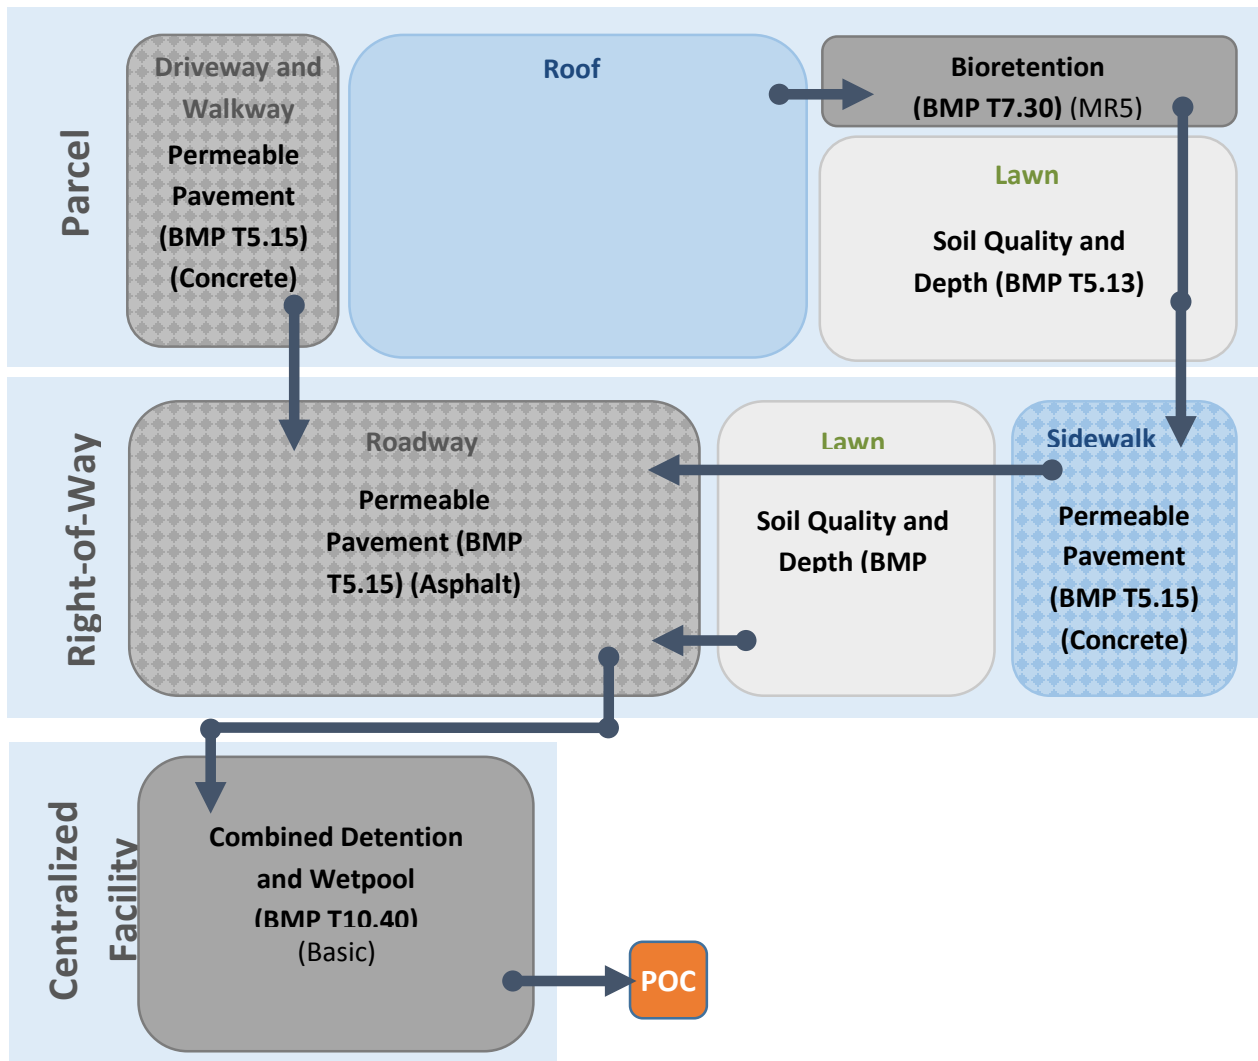 Parcel
Driveway and
Walkway
Permeable
Pavement
(BMP T5.15)
(Concrete)
Roof
Bioretention
(BMP T7.30) (MR5)
Lawn
Soil Quality and
Depth (BMP T5.13)
Right-of-Way
Roadway
Permeable
Pavement (BMP
T5.15) (Asphalt)
Lawn
Soil Quality and
Depth (BMP
Sidewalk
Permeable
Pavement
(BMP T5.15)
(Concrete)
Centralized
Facility
Combined Detention
and Wetpool
(BMP T10.40)
(Basic)
POC